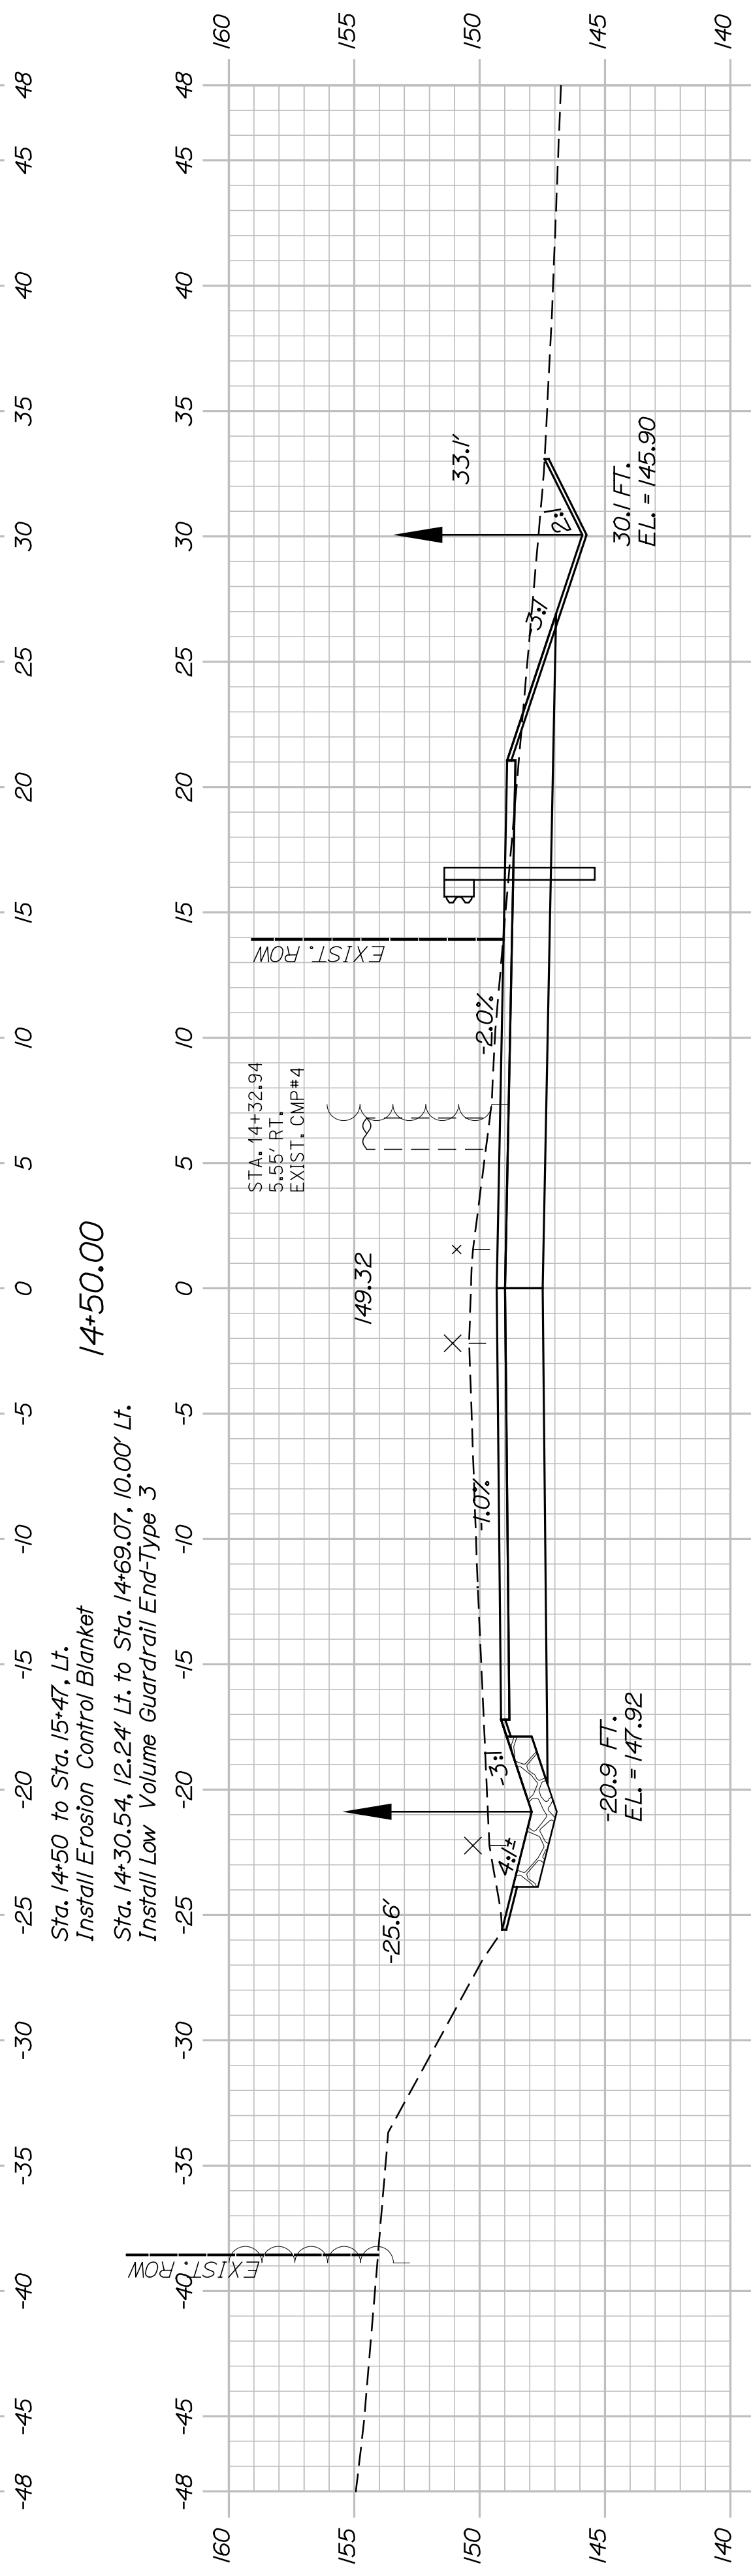 Sta. 14+50 to Sta. 15+47, Lt.
Install Erosion Control Blanket
Sta. 14+30.54, 12.24' Lt. to Sta. 14+69.07, 10.00' Lt.
Install Low Volume Guardrail End-Type 3
14+50.00
-48 -45 -40 -35 -30 -25 -20 -15 -10 -5 0 5 10 15 20 25 30 35 40 45 48
-48 -45 -40 -35 -30 -25 -20 -15 -10 -5 0 5 10 15 20 25 30 35 40 45 48
160
160
155
155
150
150
145
145
140
140
EXIST. ROW
-25.6'
4:1±
-3:1
-20.9 FT.
EL. = 147.92
-1.0%
149.32
STA. 14+32.94
5.55' RT.
EXIST. CMP#4
-2.0%
EXIST. ROW
-3:1
2:1
33.1'
30.1 FT.
EL. = 145.90